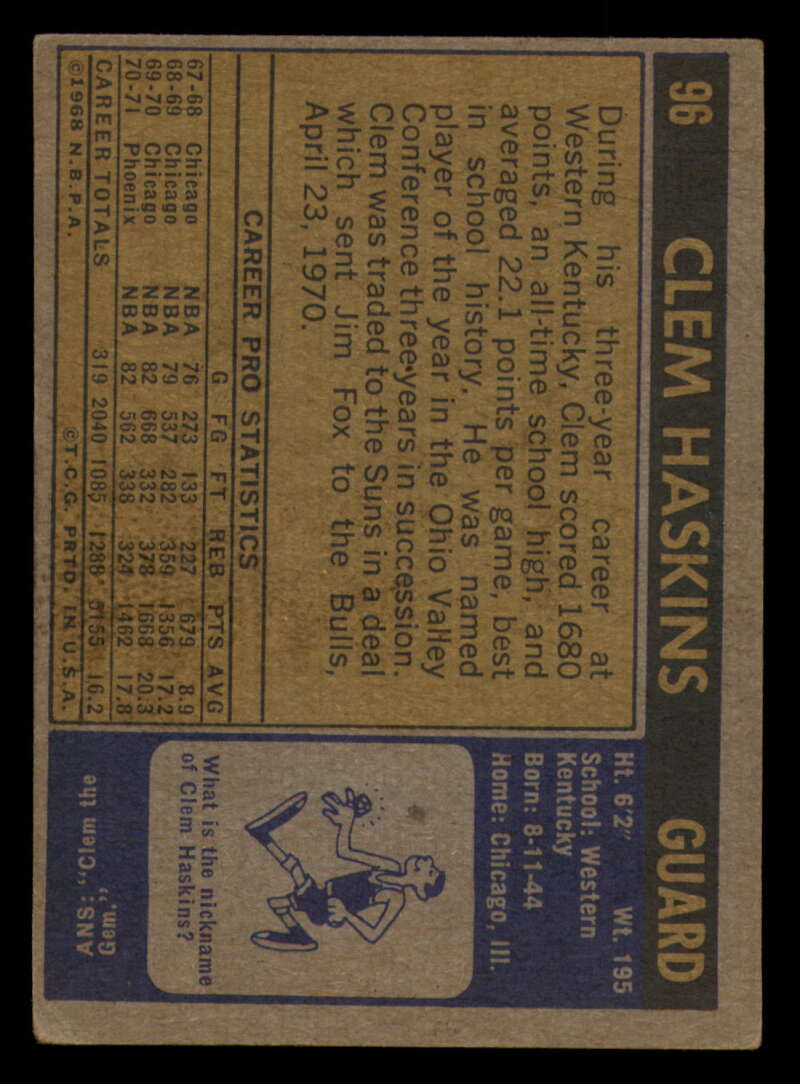 96 CLEM HASKINS GUARD
During his three-year career at
Western Kentucky, Clem scored 1680
points, an all-time school high, and
averaged 22.1 points per game, best
in school history. He was named
player of the year in the Ohio Valley
Conference three years in succession.
Clem was traded to the Suns in a deal
which sent Jim Fox to the Bulls,
April 23, 1970.
CAREER PRO STATISTICS
G FG FT REB PTS AVG
67-68 Chicago NBA 76 273 133 227 679 8.9
68-69 Chicago NBA 79 537 282 359 1356 17.2
69-70 Chicago NBA 82 668 332 378 1668 20.3
70-71 Phoenix NBA 82 562 338 324 1462 17.8
CAREER TOTALS 319 2040 1085 1288 5155 16.2
©1968 N.B.P.A. ©T.C.G. PRTD. IN U.S.A.
Ht. 6'2" Wt. 195
School: Western
Kentucky
Born: 8-11-44
Home: Chicago, Ill.
What is the nickname
of Clem Haskins?
ANS: "Clem the
Gem."